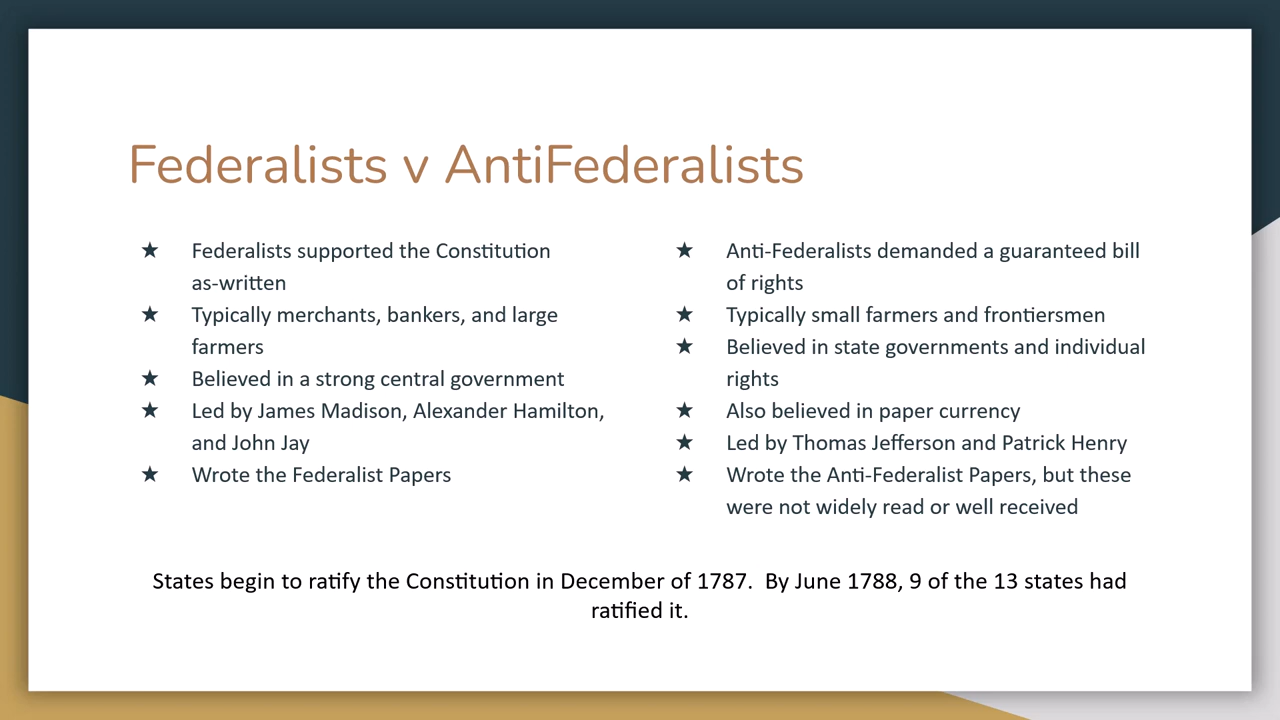 Federalists v AntiFederalists
★ Federalists supported the Constitution
as-written
★ Typically merchants, bankers, and large
farmers
★ Believed in a strong central government
★ Led by James Madison, Alexander Hamilton,
and John Jay
★ Wrote the Federalist Papers
★ Anti-Federalists demanded a guaranteed bill
of rights
★ Typically small farmers and frontiersmen
★ Believed in state governments and individual
rights
★ Also believed in paper currency
★ Led by Thomas Jefferson and Patrick Henry
★ Wrote the Anti-Federalist Papers, but these
were not widely read or well received
States begin to ratify the Constitution in December of 1787.  By June 1788, 9 of the 13 states had
ratified it.